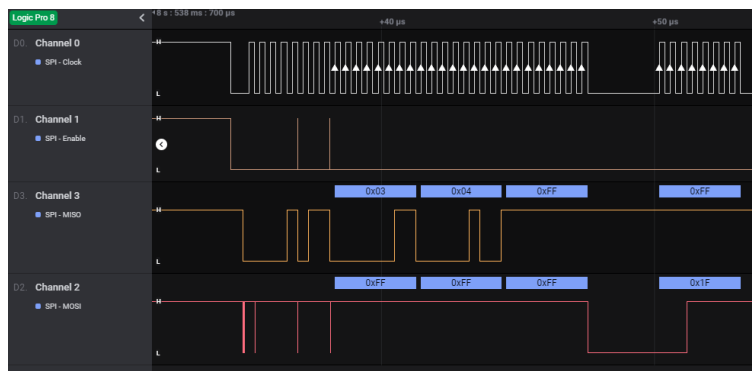 Logic Pro 8
8 s : 538 ms : 700 µs
+40 µs
+50 µs
D0. Channel 0
SPI - Clock
H
L
D1. Channel 1
SPI - Enable
H
L
D3. Channel 3
SPI - MISO
0x03 0x04 0xFF 0xFF
H
L
D2. Channel 2
SPI - MOSI
0xFF 0xFF 0xFF 0x1F
H
L